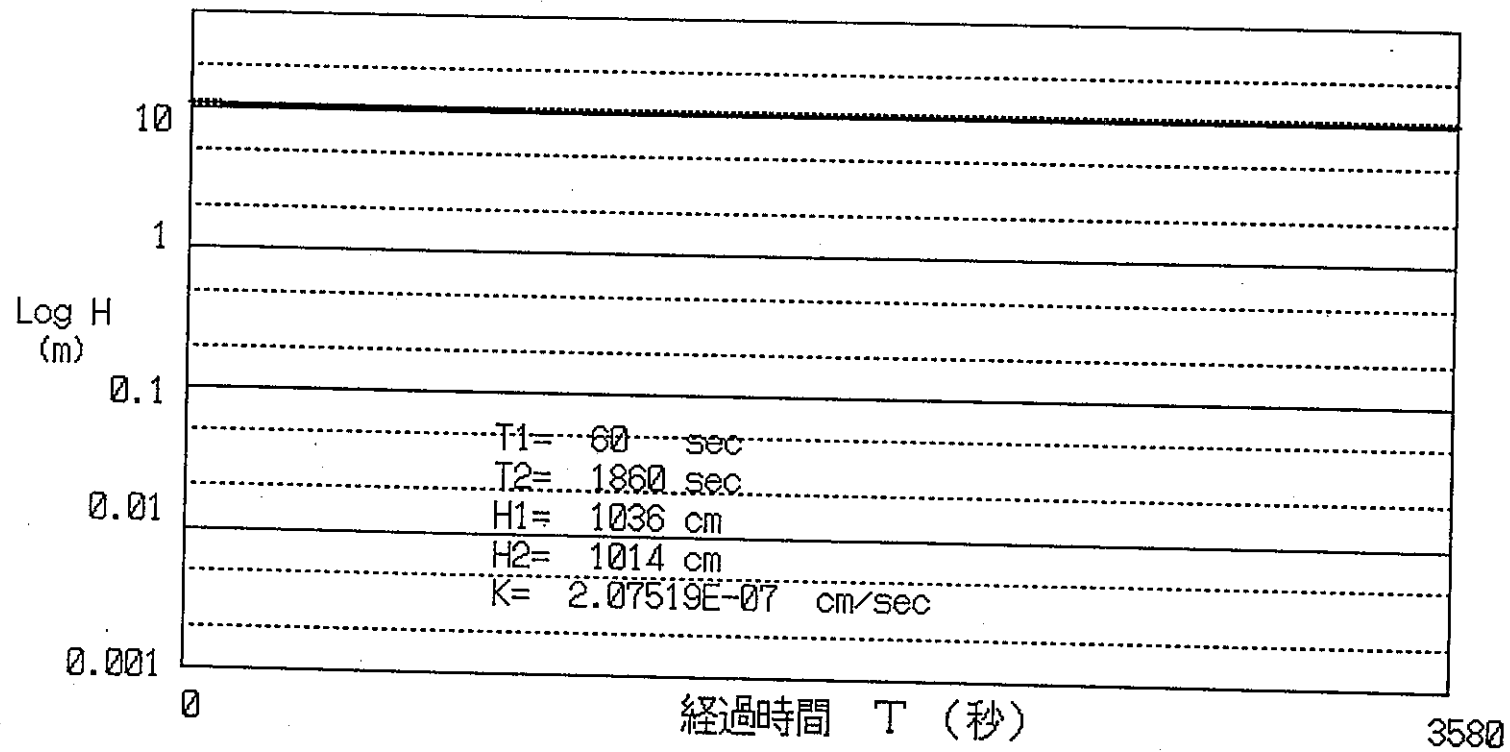 10
1
Log H
(m)
0.1
T1= 60 sec
T2= 1860 sec
0.01
H1= 1036 cm
H2= 1014 cm
K= 2.07519E-07 cm/sec
0.001
0
経過時間 T (秒)
3580